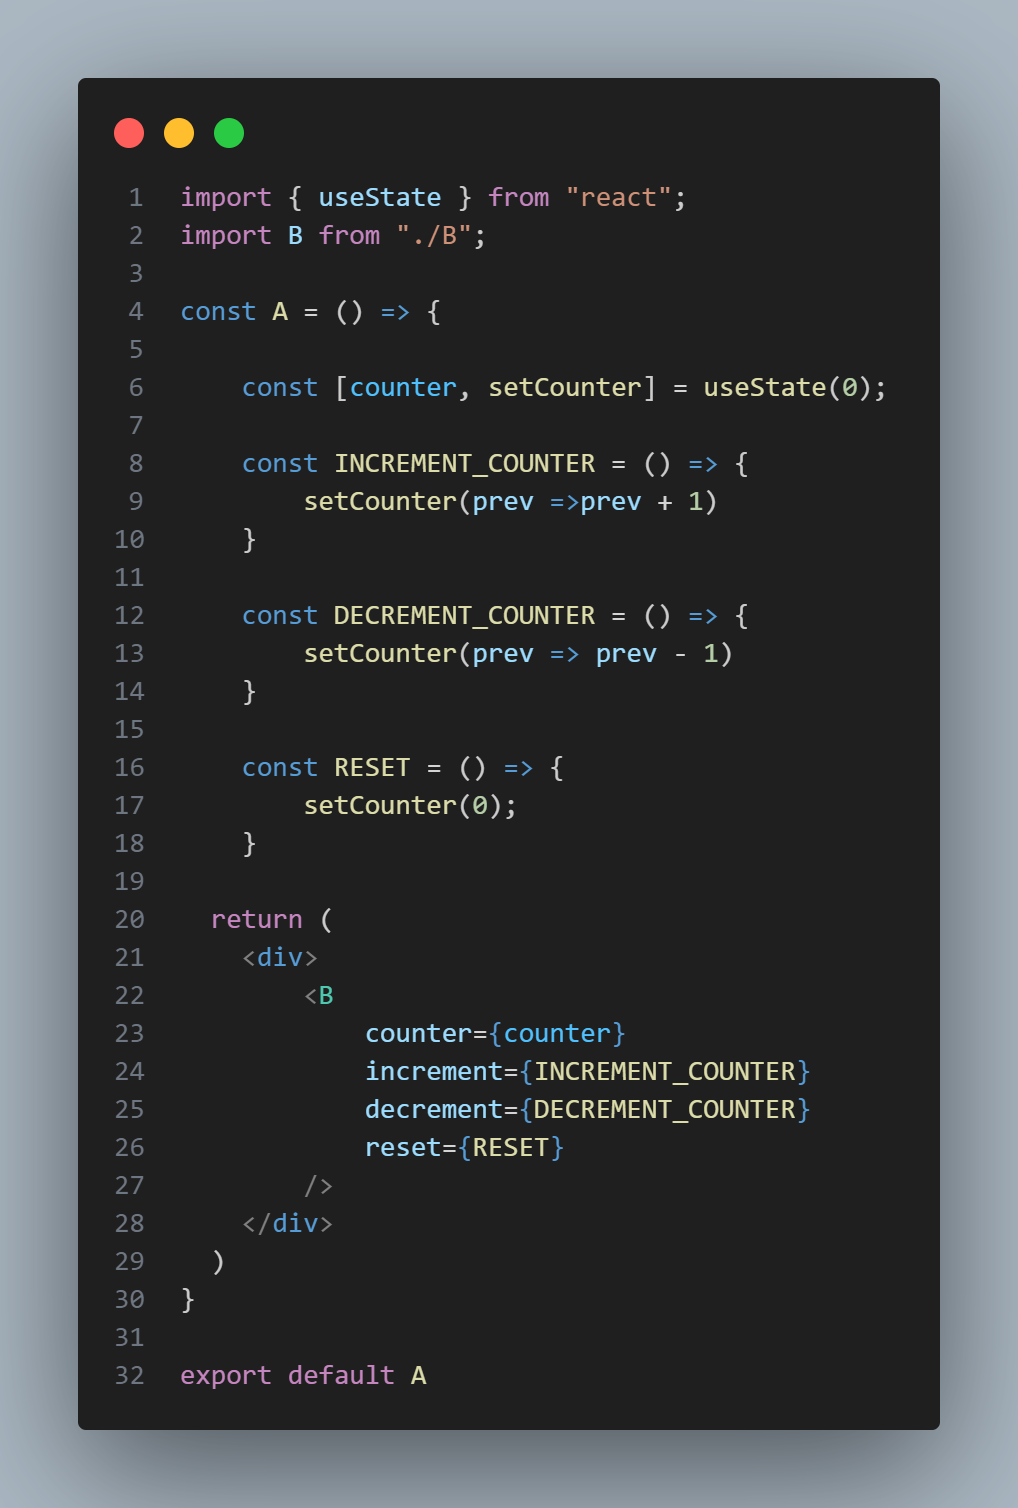 1 import { useState } from "react";
2 import B from "./B";
3
4 const A = () => {
5
6     const [counter, setCounter] = useState(0);
7
8     const INCREMENT_COUNTER = () => {
9         setCounter(prev =>prev + 1)
10     }
11
12     const DECREMENT_COUNTER = () => {
13         setCounter(prev => prev - 1)
14     }
15
16     const RESET = () => {
17         setCounter(0);
18     }
19
20   return (
21     <div>
22         <B
23             counter={counter}
24             increment={INCREMENT_COUNTER}
25             decrement={DECREMENT_COUNTER}
26             reset={RESET}
27         />
28     </div>
29   )
30 }
31
32 export default A